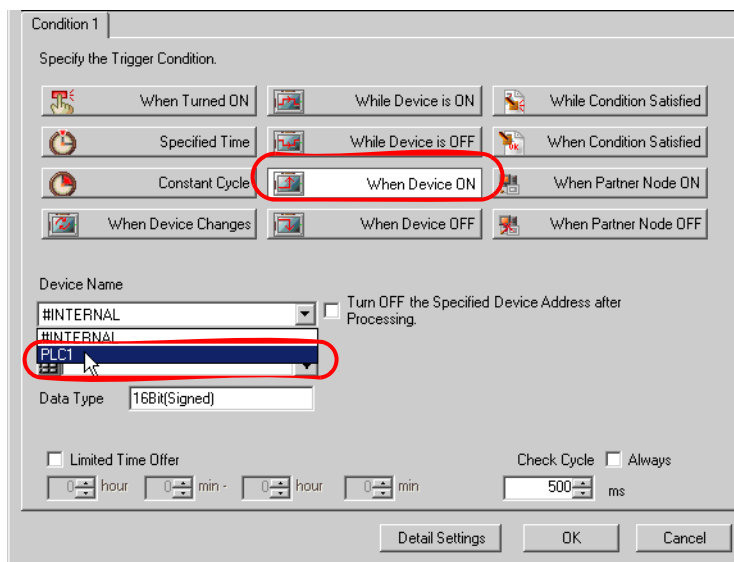 Condition 1
Specify the Trigger Condition.
When Turned ON
While Device is ON
While Condition Satisfied
Specified Time
While Device is OFF
When Condition Satisfied
Constant Cycle
When Device ON
When Partner Node ON
When Device Changes
When Device OFF
When Partner Node OFF
Device Name
#INTERNAL
Turn OFF the Specified Device Address after
Processing.
#INTERNAL
PLC1
Data Type 16Bit(Signed)
Limited Time Offer
Check Cycle Always
0 hour 0 min - 0 hour 0 min
500 ms
Detail Settings OK Cancel